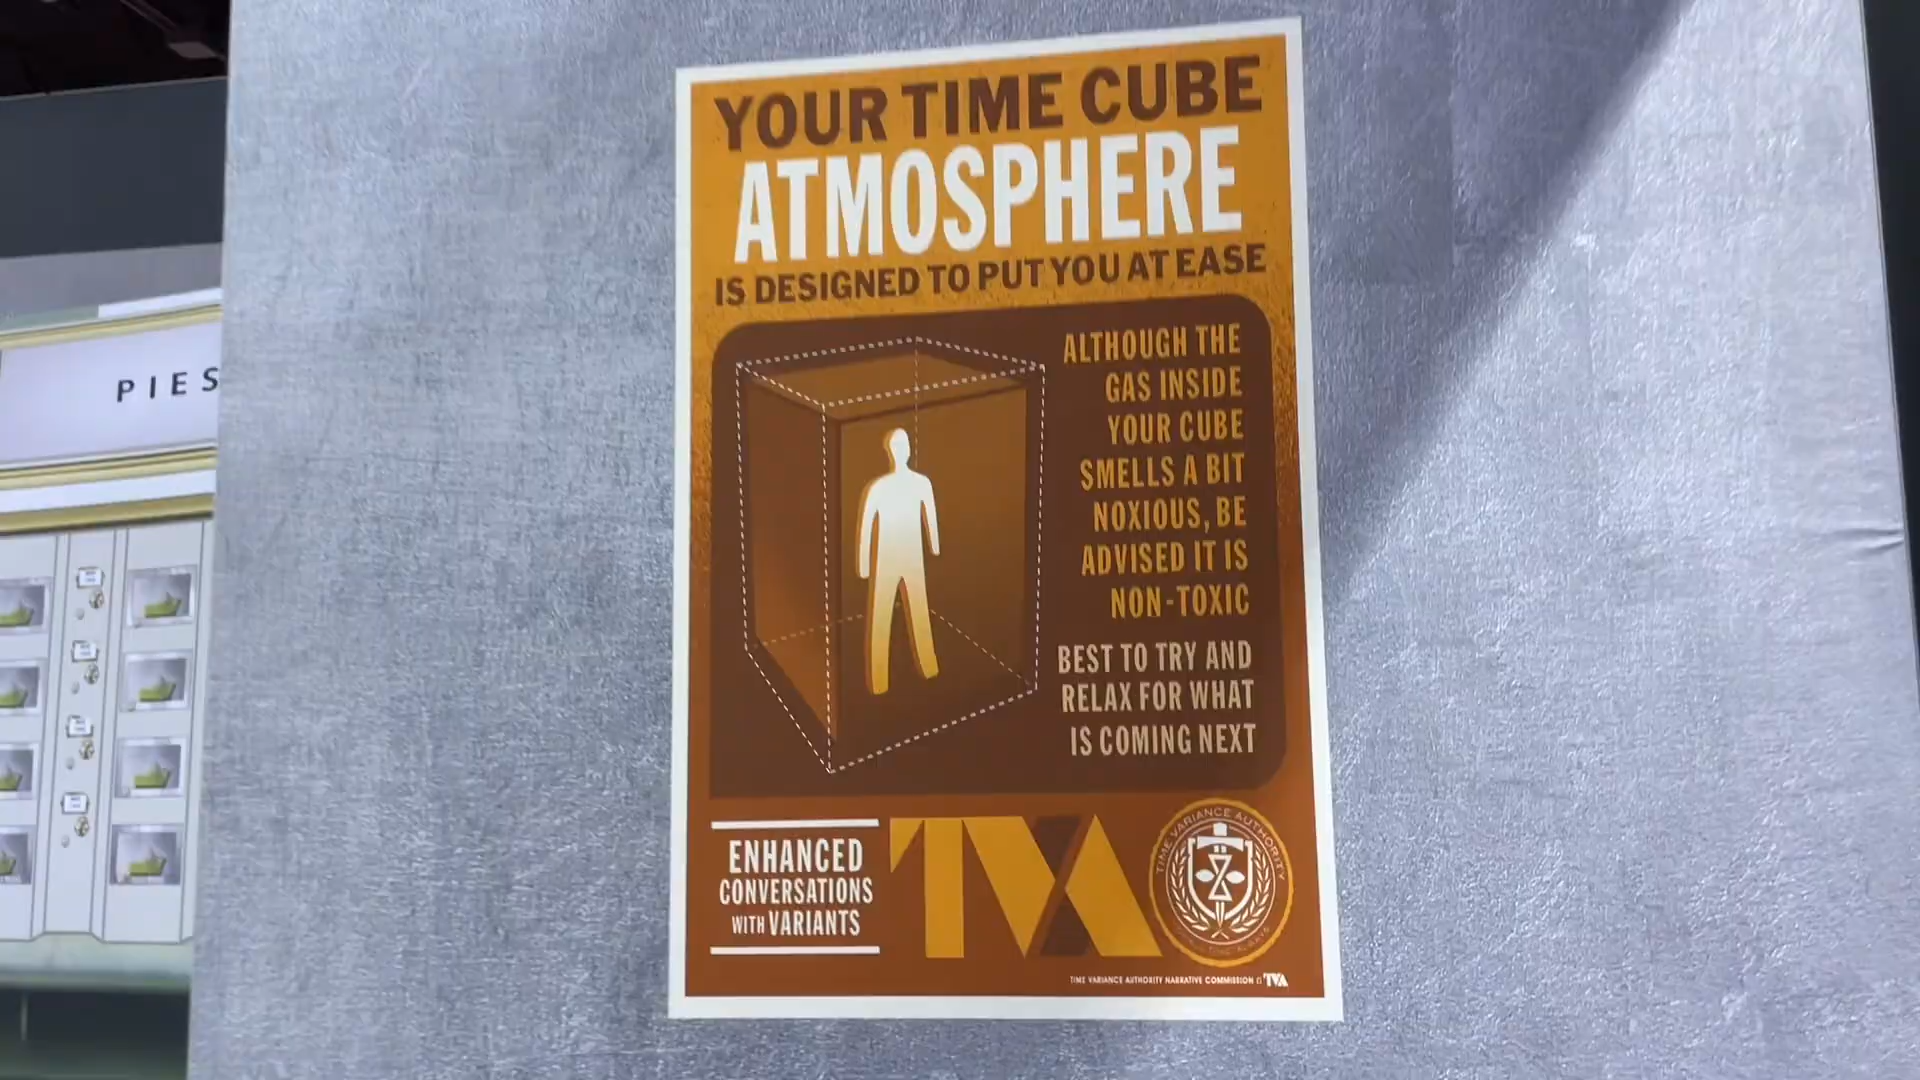 PIES
YOUR TIME CUBE
ATMOSPHERE
IS DESIGNED TO PUT YOU AT EASE
ALTHOUGH THE
GAS INSIDE
YOUR CUBE
SMELLS A BIT
NOXIOUS, BE
ADVISED IT IS
NON-TOXIC
BEST TO TRY AND
RELAX FOR WHAT
IS COMING NEXT
ENHANCED
CONVERSATIONS
WITH VARIANTS
TVA
TIME VARIANCE AUTHORITY
TIME VARIANCE AUTHORITY NARRATIVE COMMISSION
TVA